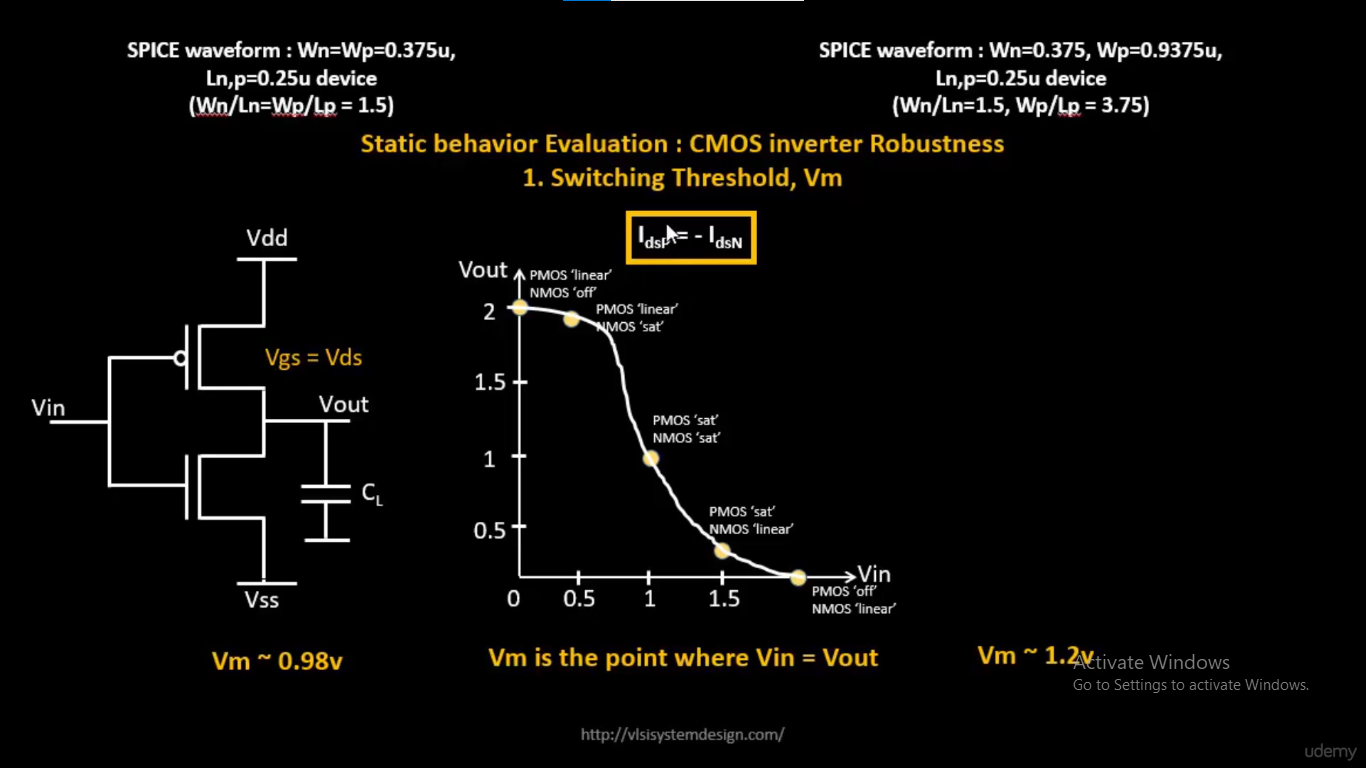 SPICE waveform : Wn=Wp=0.375u,
Ln,p=0.25u device
(Wn/Ln=Wp/Lp = 1.5)
SPICE waveform : Wn=0.375, Wp=0.9375u,
Ln,p=0.25u device
(Wn/Ln=1.5, Wp/Lp = 3.75)
Static behavior Evaluation : CMOS inverter Robustness
1. Switching Threshold, Vm
IdsP = - IdsN
Vdd
Vgs = Vds
Vin
Vout
CL
Vss
Vout
PMOS ‘linear’
NMOS ‘off’
PMOS ‘linear’
NMOS ‘sat’
2
1.5
PMOS ‘sat’
NMOS ‘sat’
1
PMOS ‘sat’
NMOS ‘linear’
0.5
Vin
PMOS ‘off’
NMOS ‘linear’
0 0.5 1 1.5
Vm ~ 0.98v
Vm is the point where Vin = Vout
Vm ~ 1.2v
Activate Windows
Go to Settings to activate Windows.
http://vlsisystemdesign.com/
udemy